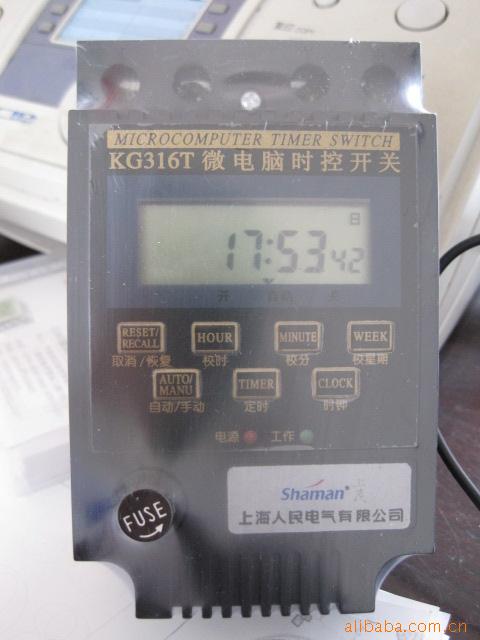 MICROCOMPUTER TIMER SWITCH
KG316T 微电脑时控开关
日
17:53 42
开 自动 关
RESET/RECALL HOUR MINUTE WEEK
取消/恢复 校时 校分 校星期
AUTO/MANU TIMER CLOCK
自动/手动 定时 时钟
电源 工作
FUSE
Shaman® 上民
上海人民电气有限公司
alibaba.com.cn